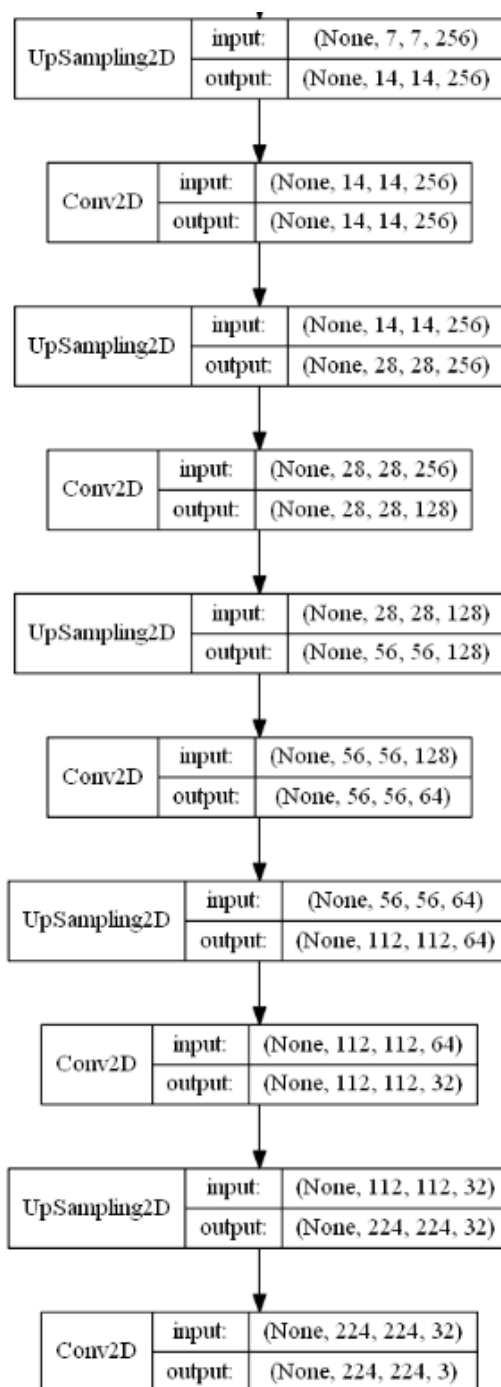 UpSampling2D input: (None, 7, 7, 256)
output: (None, 14, 14, 256)
Conv2D input: (None, 14, 14, 256)
output: (None, 14, 14, 256)
UpSampling2D input: (None, 14, 14, 256)
output: (None, 28, 28, 256)
Conv2D input: (None, 28, 28, 256)
output: (None, 28, 28, 128)
UpSampling2D input: (None, 28, 28, 128)
output: (None, 56, 56, 128)
Conv2D input: (None, 56, 56, 128)
output: (None, 56, 56, 64)
UpSampling2D input: (None, 56, 56, 64)
output: (None, 112, 112, 64)
Conv2D input: (None, 112, 112, 64)
output: (None, 112, 112, 32)
UpSampling2D input: (None, 112, 112, 32)
output: (None, 224, 224, 32)
Conv2D input: (None, 224, 224, 32)
output: (None, 224, 224, 3)